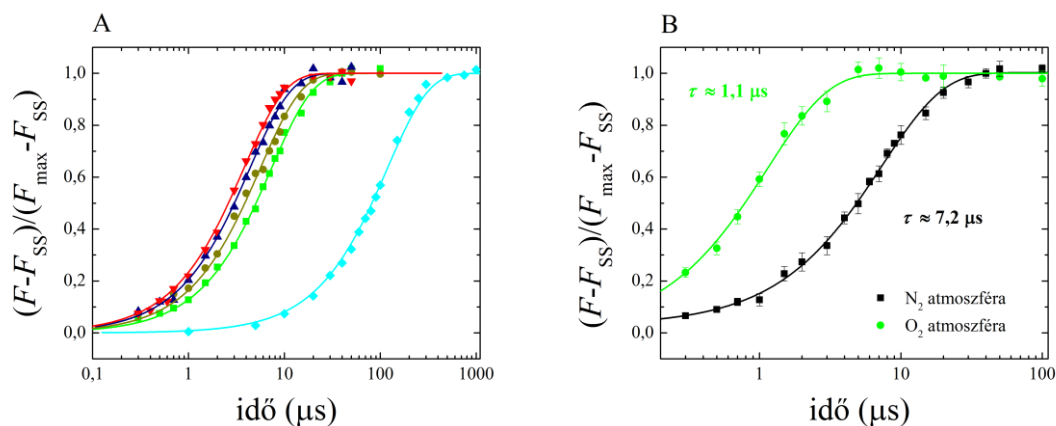 A
(F-F_SS)/(F_max-F_SS)
1,0
0,8
0,6
0,4
0,2
0,0
0,1
1
10
100
1000
idő (µs)
B
(F-F_SS)/(F_max-F_SS)
1,0
0,8
0,6
0,4
0,2
0,0
τ ≈ 1,1 µs
τ ≈ 7,2 µs
N₂ atmoszféra
O₂ atmoszféra
1
10
100
idő (µs)